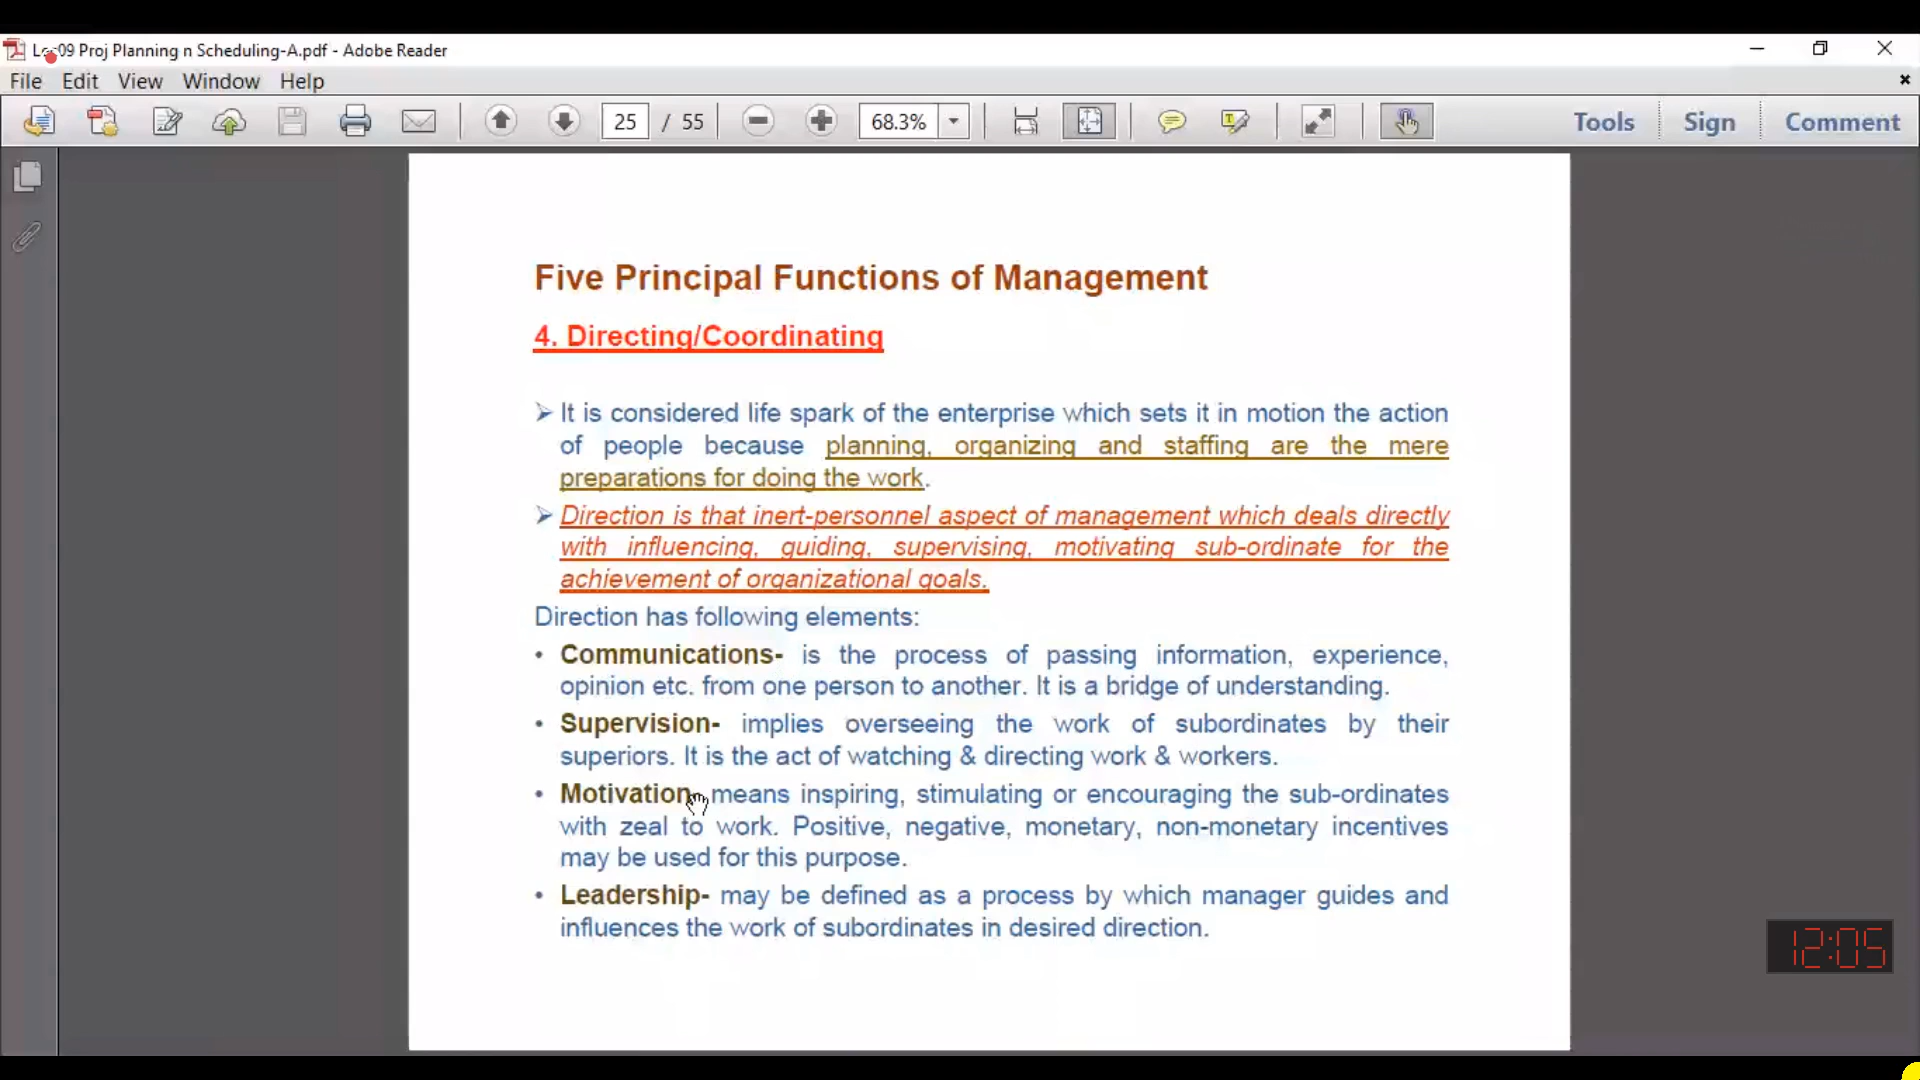 Lec09 Proj Planning n Scheduling-A.pdf - Adobe Reader
File Edit View Window Help
25 / 55 68.3% Tools Sign Comment
Five Principal Functions of Management
4. Directing/Coordinating
It is considered life spark of the enterprise which sets it in motion the action
of people because planning, organizing and staffing are the mere
preparations for doing the work.
Direction is that inert-personnel aspect of management which deals directly
with influencing, guiding, supervising, motivating sub-ordinate for the
achievement of organizational goals.
Direction has following elements:
• Communications- is the process of passing information, experience,
opinion etc. from one person to another. It is a bridge of understanding.
• Supervision- implies overseeing the work of subordinates by their
superiors. It is the act of watching & directing work & workers.
• Motivation- means inspiring, stimulating or encouraging the sub-ordinates
with zeal to work. Positive, negative, monetary, non-monetary incentives
may be used for this purpose.
• Leadership- may be defined as a process by which manager guides and
influences the work of subordinates in desired direction.
12:05